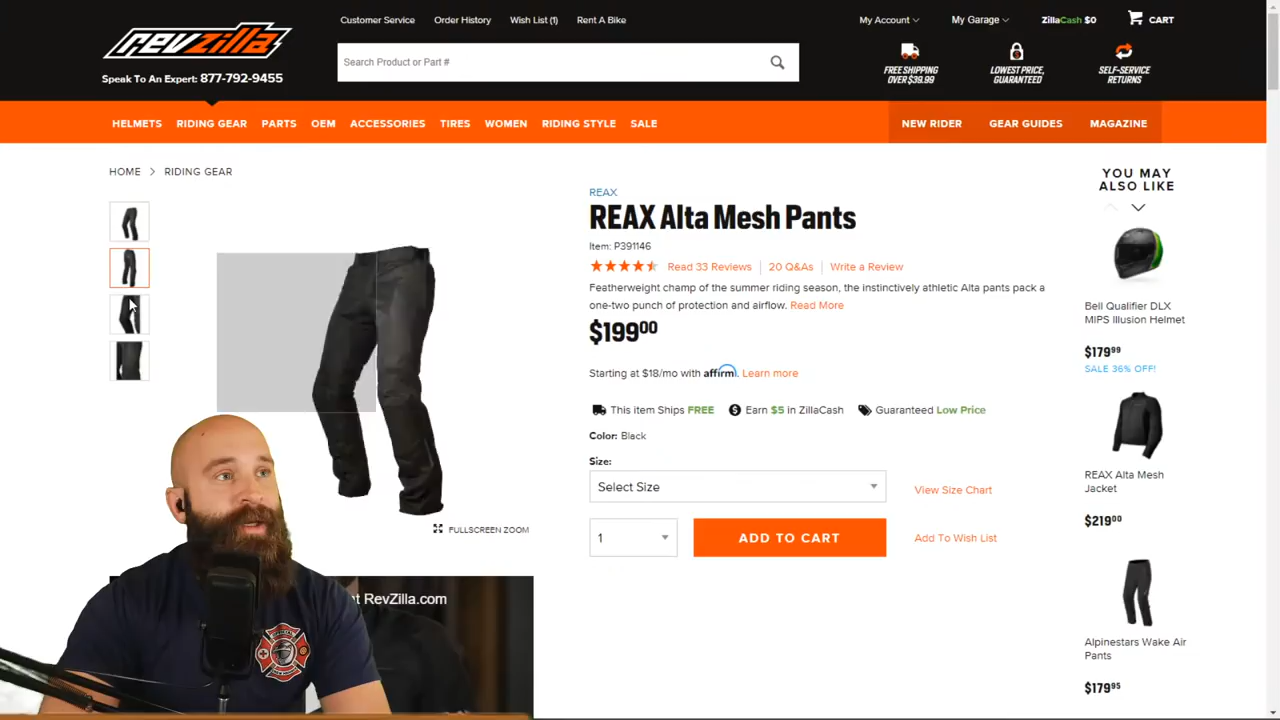 Customer Service Order History Wish List (1) Rent A Bike My Account My Garage ZillaCash $0 CART
revzilla
Search Product or Part #
Speak To An Expert: 877-792-9455
FREE SHIPPING
OVER $39.99
LOWEST PRICE,
GUARANTEED
SELF-SERVICE
RETURNS
HELMETS RIDING GEAR PARTS OEM ACCESSORIES TIRES WOMEN RIDING STYLE SALE NEW RIDER GEAR GUIDES MAGAZINE
HOME > RIDING GEAR
REAX
REAX Alta Mesh Pants
Item: P391146
Read 33 Reviews 20 Q&As Write a Review
Featherweight champ of the summer riding season, the instinctively athletic Alta pants pack a
one-two punch of protection and airflow. Read More
$19900
Starting at $18/mo with affirm. Learn more
This item Ships FREE Earn $5 in ZillaCash Guaranteed Low Price
Color: Black
Size:
Select Size
View Size Chart
1
ADD TO CART
Add To Wish List
FULLSCREEN ZOOM
at RevZilla.com
YOU MAY
ALSO LIKE
Bell Qualifier DLX
MIPS Illusion Helmet
$17999
SALE 36% OFF!
REAX Alta Mesh
Jacket
$21900
Alpinestars Wake Air
Pants
$17995